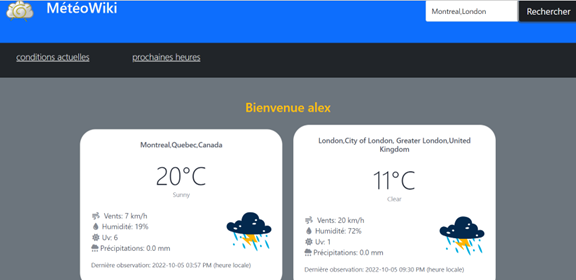 MétéoWiki
Montreal,London
Rechercher
conditions actuelles
prochaines heures
Bienvenue alex
Montreal,Quebec,Canada
20°C
Sunny
Vents: 7 km/h
Humidité: 19%
Uv: 6
Précipitations: 0.0 mm
Dernière observation: 2022-10-05 03:57 PM (heure locale)
London,City of London, Greater London,United
Kingdom
11°C
Clear
Vents: 20 km/h
Humidité: 72%
Uv: 1
Précipitations: 0.0 mm
Dernière observation: 2022-10-05 09:30 PM (heure locale)